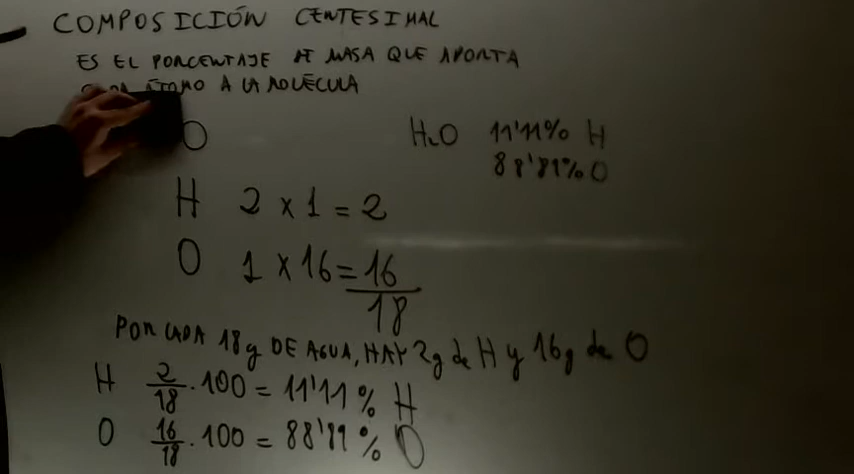 COMPOSICIÓN CENTESIMAL
ES EL PORCENTAJE DE MASA QUE APORTA
ÁTOMO A LA MOLÉCULA
O
H₂O 11'11% H
88'89% O
H 2 x 1 = 2
O 1 x 16 = 16
18
POR CADA 18g DE AGUA, HAY 2g de H y 16g de O
H 2/18 · 100 = 11'11 % H
O 16/18 · 100 = 88'89 % O